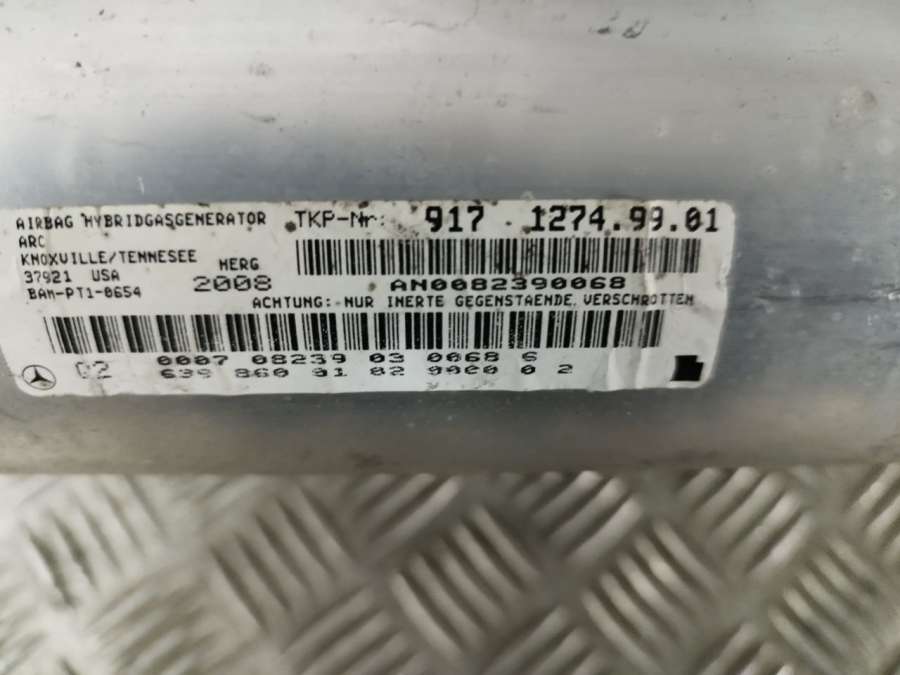 AIRBAG HYBRIDGASGENERATOR
ARC
KNOXVILLE/TENNESEE
37921 USA
BAM-PT1-0654
HERG
2008
TKP-Nr: 917 1274.99.01
AN0082390068
ACHTUNG: NUR INERTE GEGENSTAENDE VERSCHROTTEN
0007 08239 03 0068 6
02
639 860 01 02
0 2